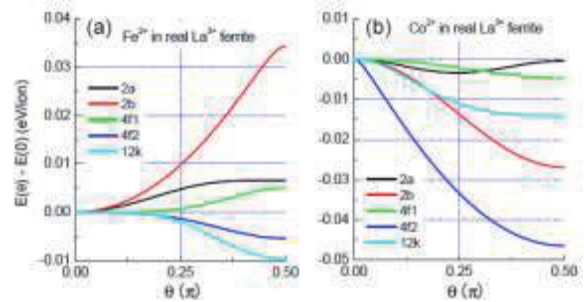 (a) Fe²⁺ in real La³⁺ ferrite
0.04
0.03
0.02
0.01
0.00
-0.01
E(θ) - E(0) (eV/ion)
2a
2b
4f1
4f2
12k
0.00 0.25 0.50
θ (π)
(b) Co²⁺ in real La³⁺ ferrite
0.01
0.00
-0.01
-0.02
-0.03
-0.04
-0.05
2a
2b
4f1
4f2
12k
0.00 0.25 0.50
θ (π)